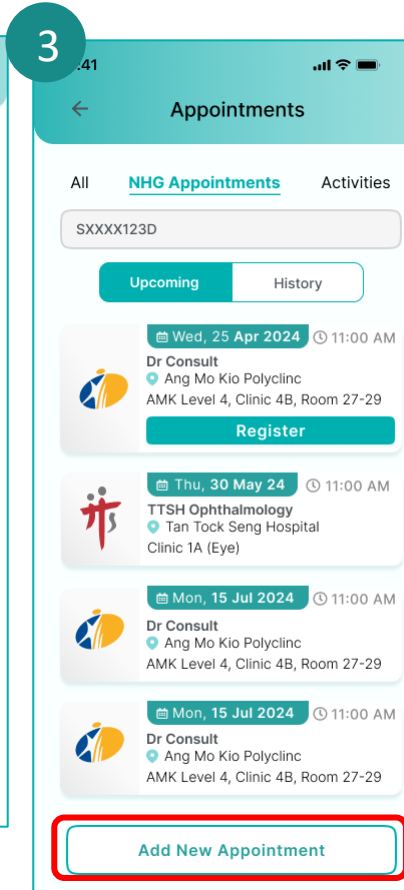 3
:41
Appointments
All NHG Appointments Activities
SXXXX123D
Upcoming History
Wed, 25 Apr 2024 11:00 AM
Dr Consult
Ang Mo Kio Polyclinc
AMK Level 4, Clinic 4B, Room 27-29
Register
Thu, 30 May 24 11:00 AM
TTSH Ophthalmology
Tan Tock Seng Hospital
Clinic 1A (Eye)
Mon, 15 Jul 2024 11:00 AM
Dr Consult
Ang Mo Kio Polyclinc
AMK Level 4, Clinic 4B, Room 27-29
Mon, 15 Jul 2024 11:00 AM
Dr Consult
Ang Mo Kio Polyclinc
AMK Level 4, Clinic 4B, Room 27-29
Add New Appointment